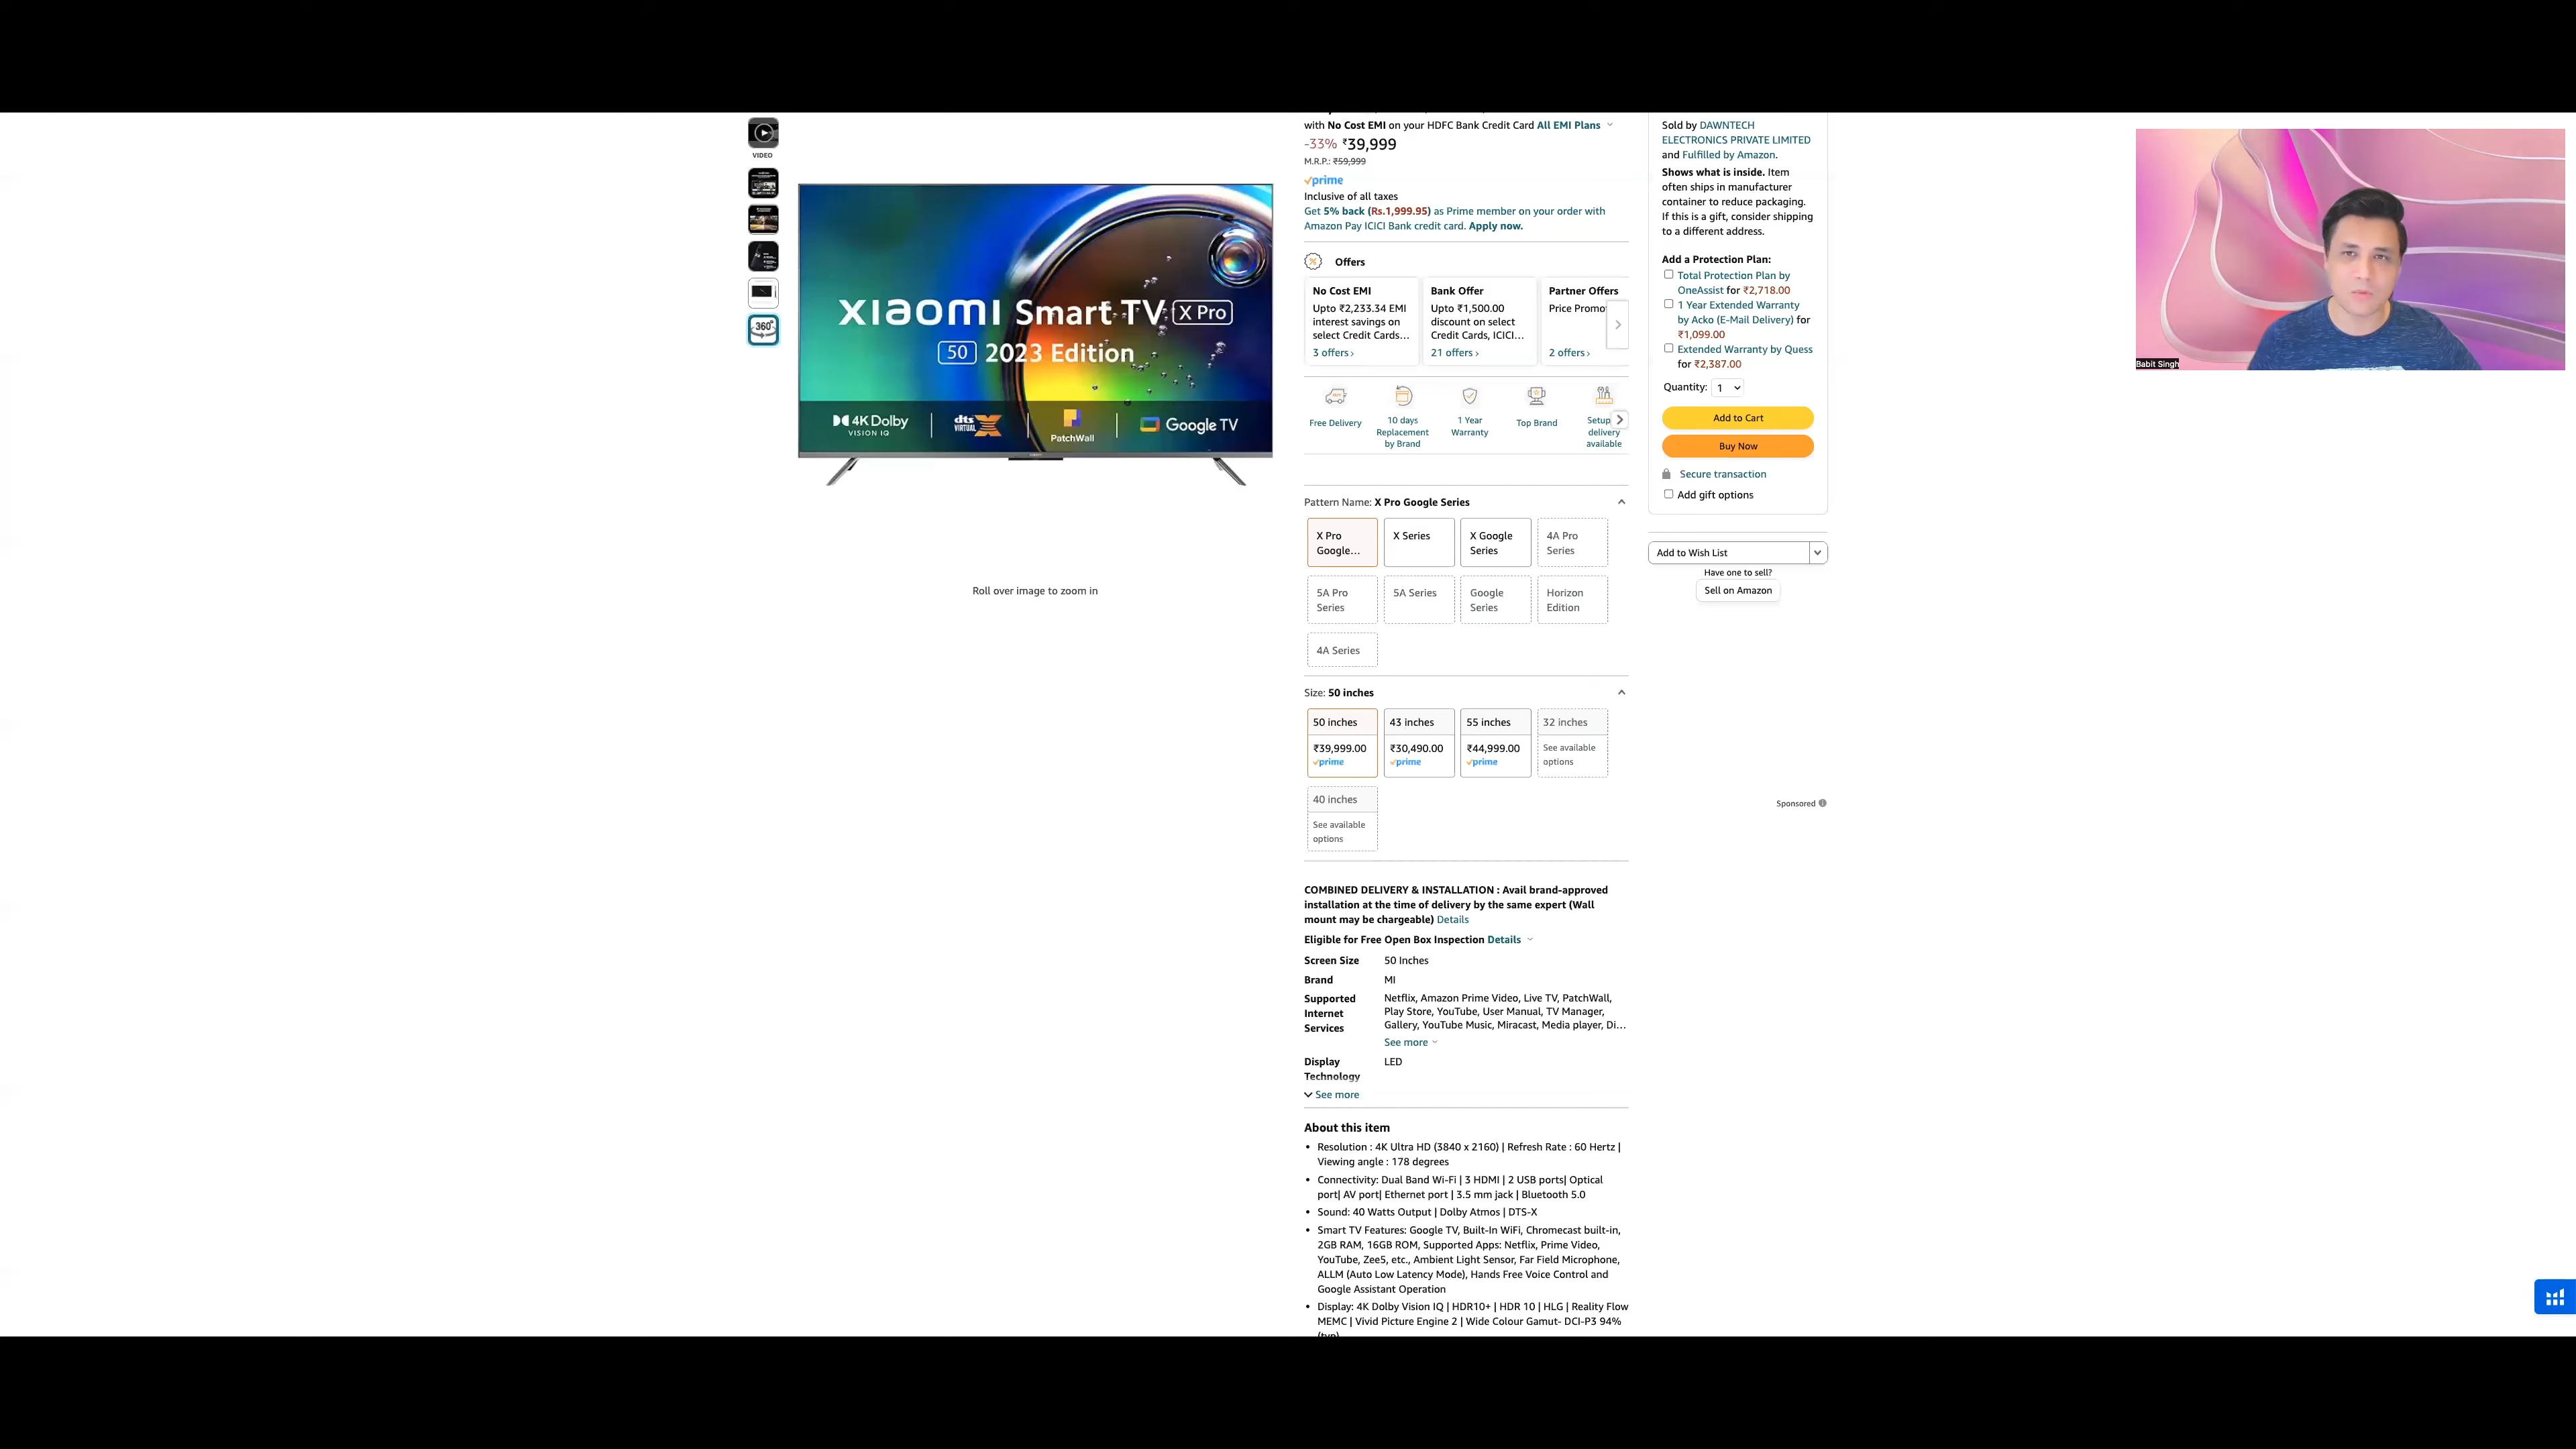 VIDEO
360°
XIAOMI Smart TV X Pro
50 2023 Edition
4K Dolby
VISION IQ
dts
VIRTUAL X
PatchWall
Google TV
Roll over image to zoom in
with No Cost EMI on your HDFC Bank Credit Card All EMI Plans
-33% ₹39,999
M.R.P.: ₹59,999
prime
Inclusive of all taxes
Get 5% back (Rs.1,999.95) as Prime member on your order with
Amazon Pay ICICI Bank credit card. Apply now.
Offers
No Cost EMI
Upto ₹2,233.34 EMI
interest savings on
select Credit Cards…
3 offers ›
Bank Offer
Upto ₹1,500.00
discount on select
Credit Cards, ICICI…
21 offers ›
Partner Offers
Price Promo
2 offers ›
Free Delivery
10 days
Replacement
by Brand
1 Year
Warranty
Top Brand
Setup
delivery
available
Pattern Name: X Pro Google Series
X Pro
Google…
X Series
X Google
Series
4A Pro
Series
5A Pro
Series
5A Series
Google
Series
Horizon
Edition
4A Series
Size: 50 inches
50 inches
₹39,999.00
prime
43 inches
₹30,490.00
prime
55 inches
₹44,999.00
prime
32 inches
See available
options
40 inches
See available
options
COMBINED DELIVERY & INSTALLATION : Avail brand-approved
installation at the time of delivery by the same expert (Wall
mount may be chargeable) Details
Eligible for Free Open Box Inspection Details
Screen Size 50 Inches
Brand MI
Supported
Internet
Services
Netflix, Amazon Prime Video, Live TV, PatchWall,
Play Store, YouTube, User Manual, TV Manager,
Gallery, YouTube Music, Miracast, Media player, Di…
See more
Display
Technology
LED
See more
About this item
• Resolution : 4K Ultra HD (3840 x 2160) | Refresh Rate : 60 Hertz |
Viewing angle : 178 degrees
• Connectivity: Dual Band Wi-Fi | 3 HDMI | 2 USB ports| Optical
port| AV port| Ethernet port | 3.5 mm jack | Bluetooth 5.0
• Sound: 40 Watts Output | Dolby Atmos | DTS-X
• Smart TV Features: Google TV, Built-In WiFi, Chromecast built-in,
2GB RAM, 16GB ROM, Supported Apps: Netflix, Prime Video,
YouTube, Zee5, etc., Ambient Light Sensor, Far Field Microphone,
ALLM (Auto Low Latency Mode), Hands Free Voice Control and
Google Assistant Operation
• Display: 4K Dolby Vision IQ | HDR10+ | HDR 10 | HLG | Reality Flow
MEMC | Vivid Picture Engine 2 | Wide Colour Gamut- DCI-P3 94%
Sold by DAWNTECH
ELECTRONICS PRIVATE LIMITED
and Fulfilled by Amazon.
Shows what is inside. Item
often ships in manufacturer
container to reduce packaging.
If this is a gift, consider shipping
to a different address.
Add a Protection Plan:
Total Protection Plan by
OneAssist for ₹2,718.00
1 Year Extended Warranty
by Acko (E-Mail Delivery) for
₹1,099.00
Extended Warranty by Quess
for ₹2,387.00
Quantity: 1
Add to Cart
Buy Now
Secure transaction
Add gift options
Add to Wish List
Have one to sell?
Sell on Amazon
Sponsored
Babit Singh